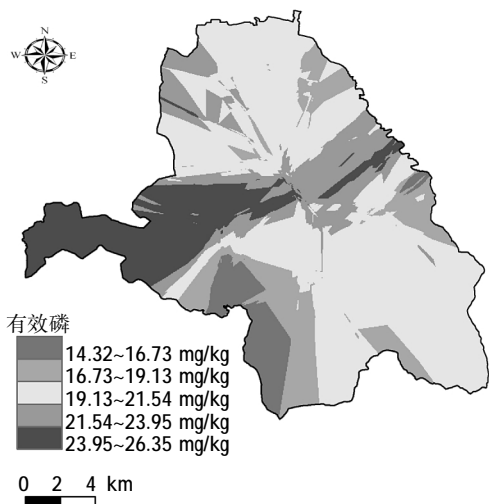 N
W E
S
有效磷
14.32~16.73 mg/kg
16.73~19.13 mg/kg
19.13~21.54 mg/kg
21.54~23.95 mg/kg
23.95~26.35 mg/kg
0 2 4 km